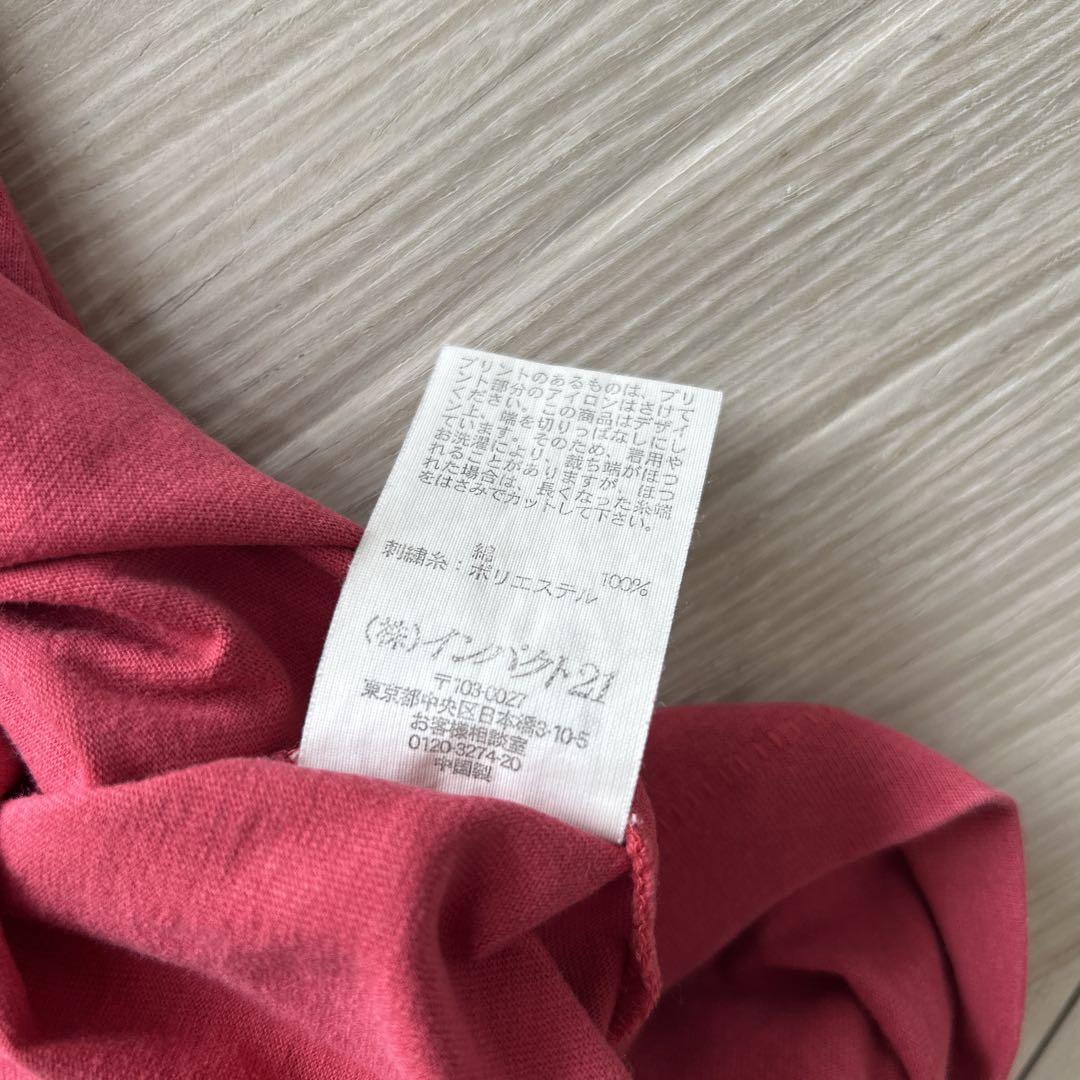 プリントのあるものは、プリ
ント部分のアイロンはさけて
ください。この商品はデザイ
ン上、端を切りっぱなしにし
ています。そのため、着用や
お洗濯により、裁ち端がほつ
れることがあります。ほつ
れた場合は、長くなった糸端
をはさみでカットして下さい。
綿 100%
刺繍糸：ポリエステル
(株)インパクト21
〒103-0027
東京都中央区日本橋3-10-5
お客様相談室
0120-3274-20
中国製